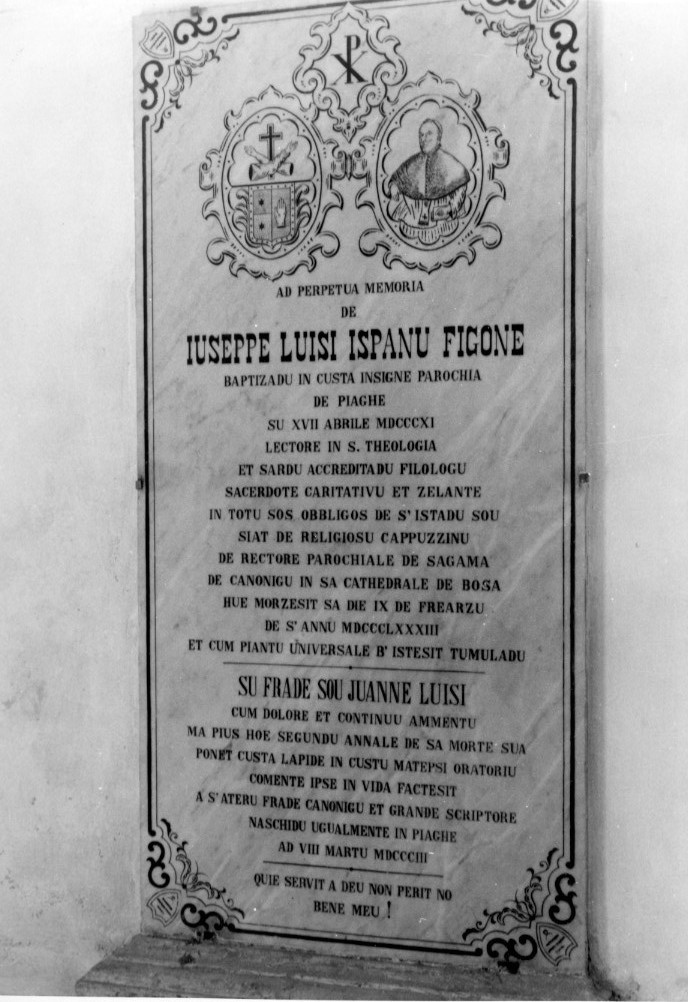 AD PERPETUA MEMORIA
DE
IUSEPPE LUISI ISPANU FIGONE
BAPTIZADU IN CUSTA INSIGNE PAROCHIA
DE PIAGHE
SU XVII ABRILE MDCCCXI
LECTORE IN S. THEOLOGIA
ET SARDU ACCREDITADU FILOLOGU
SACERDOTE CARITATIVU ET ZELANTE
IN TOTU SOS OBBLIGOS DE S'ISTADU SOU
SIAT DE RELIGIOSU CAPPUZZINU
DE RECTORE PAROCHIALE DE SAGAMA
DE CANONIGU IN SA CATHEDRALE DE BOSA
HUE MORZESIT SA DIE IX DE FREARZU
DE S'ANNU MDCCCLXXXIII
ET CUM PIANTU UNIVERSALE B'ISTESIT TUMULADU
SU FRADE SOU JUANNE LUISI
CUM DOLORE ET CONTINUU AMMENTU
MA PIUS HOE SEGUNDU ANNALE DE SA MORTE SUA
PONET CUSTA LAPIDE IN CUSTU MATEPSI ORATORIU
COMENTE IPSE IN VIDA FACTESIT
A S'ATERU FRADE CANONIGU ET GRANDE SCRIPTORE
NASCHIDU UGUALMENTE IN PIAGHE
AD VIII MARTU MDCCCIII
QUIE SERVIT A DEU NON PERIT NO
BENE MEU !